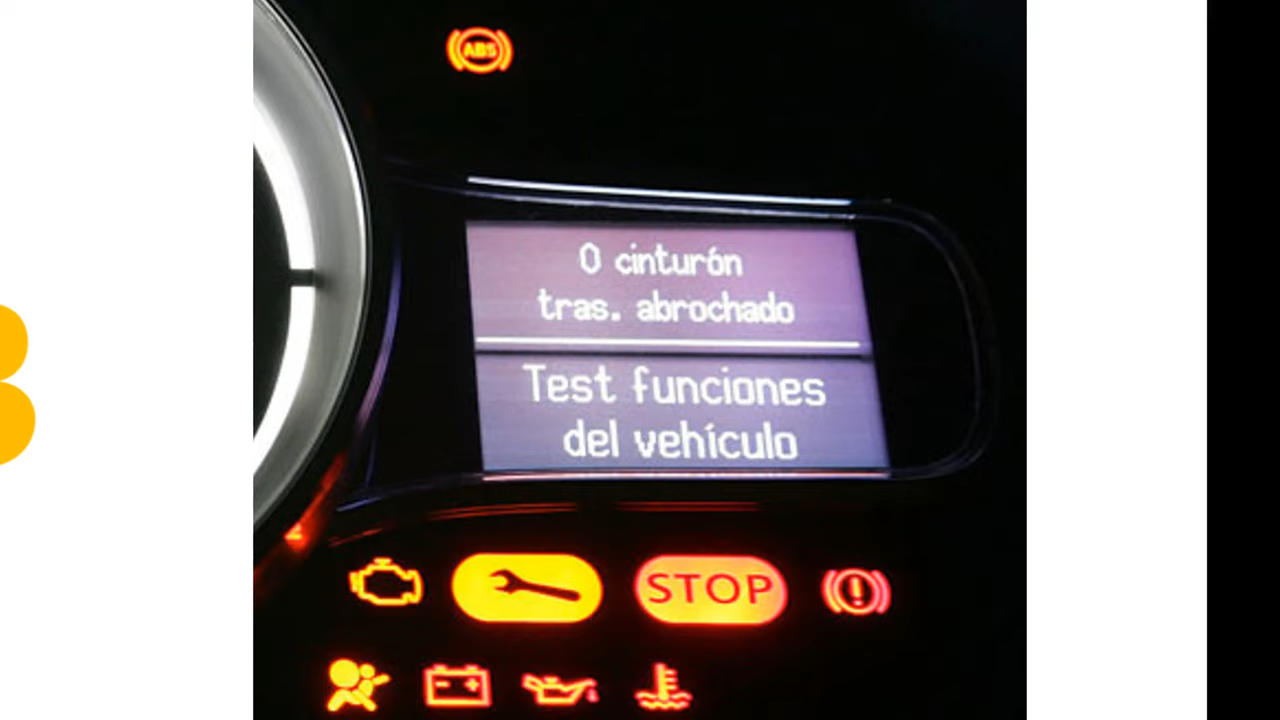 ABS
0 cinturón
tras. abrochado
Test funciones
del vehículo
STOP